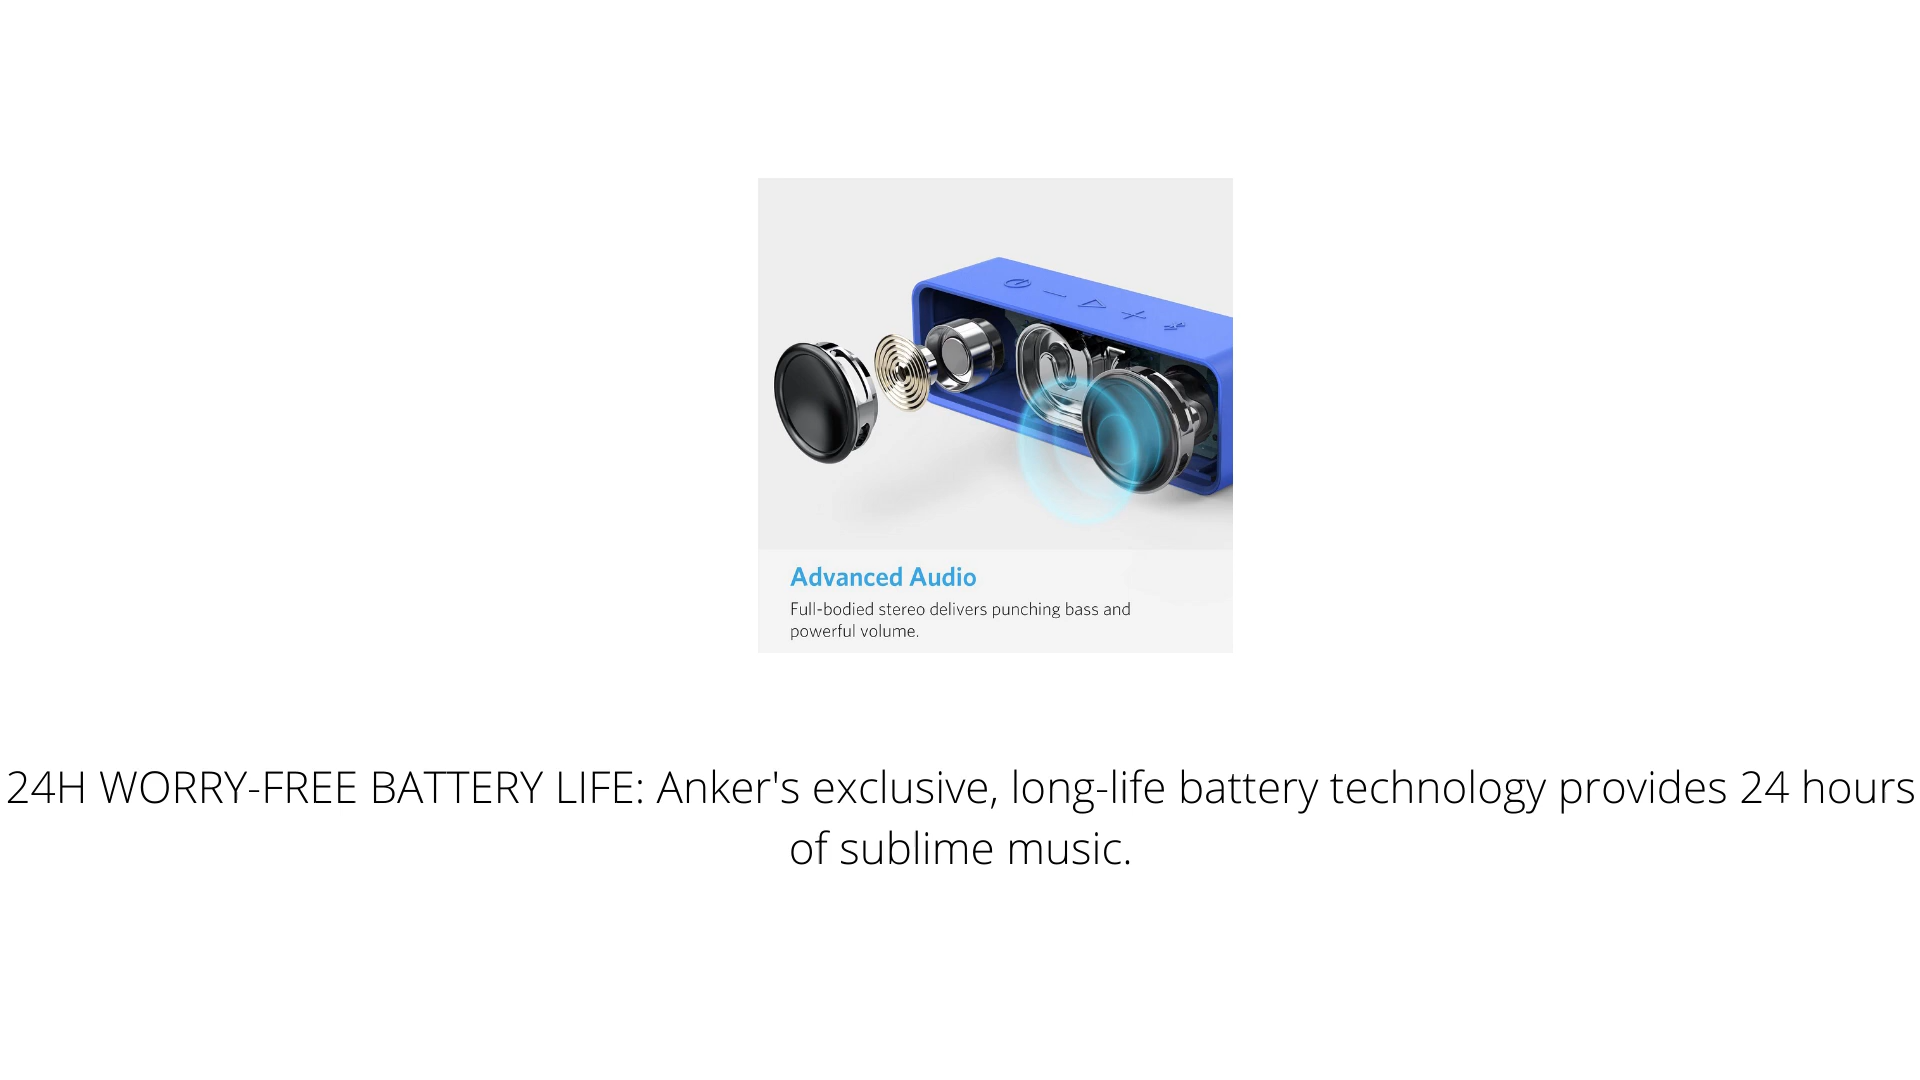 Advanced Audio
Full-bodied stereo delivers punching bass and
powerful volume.
24H WORRY-FREE BATTERY LIFE: Anker's exclusive, long-life battery technology provides 24 hours
of sublime music.